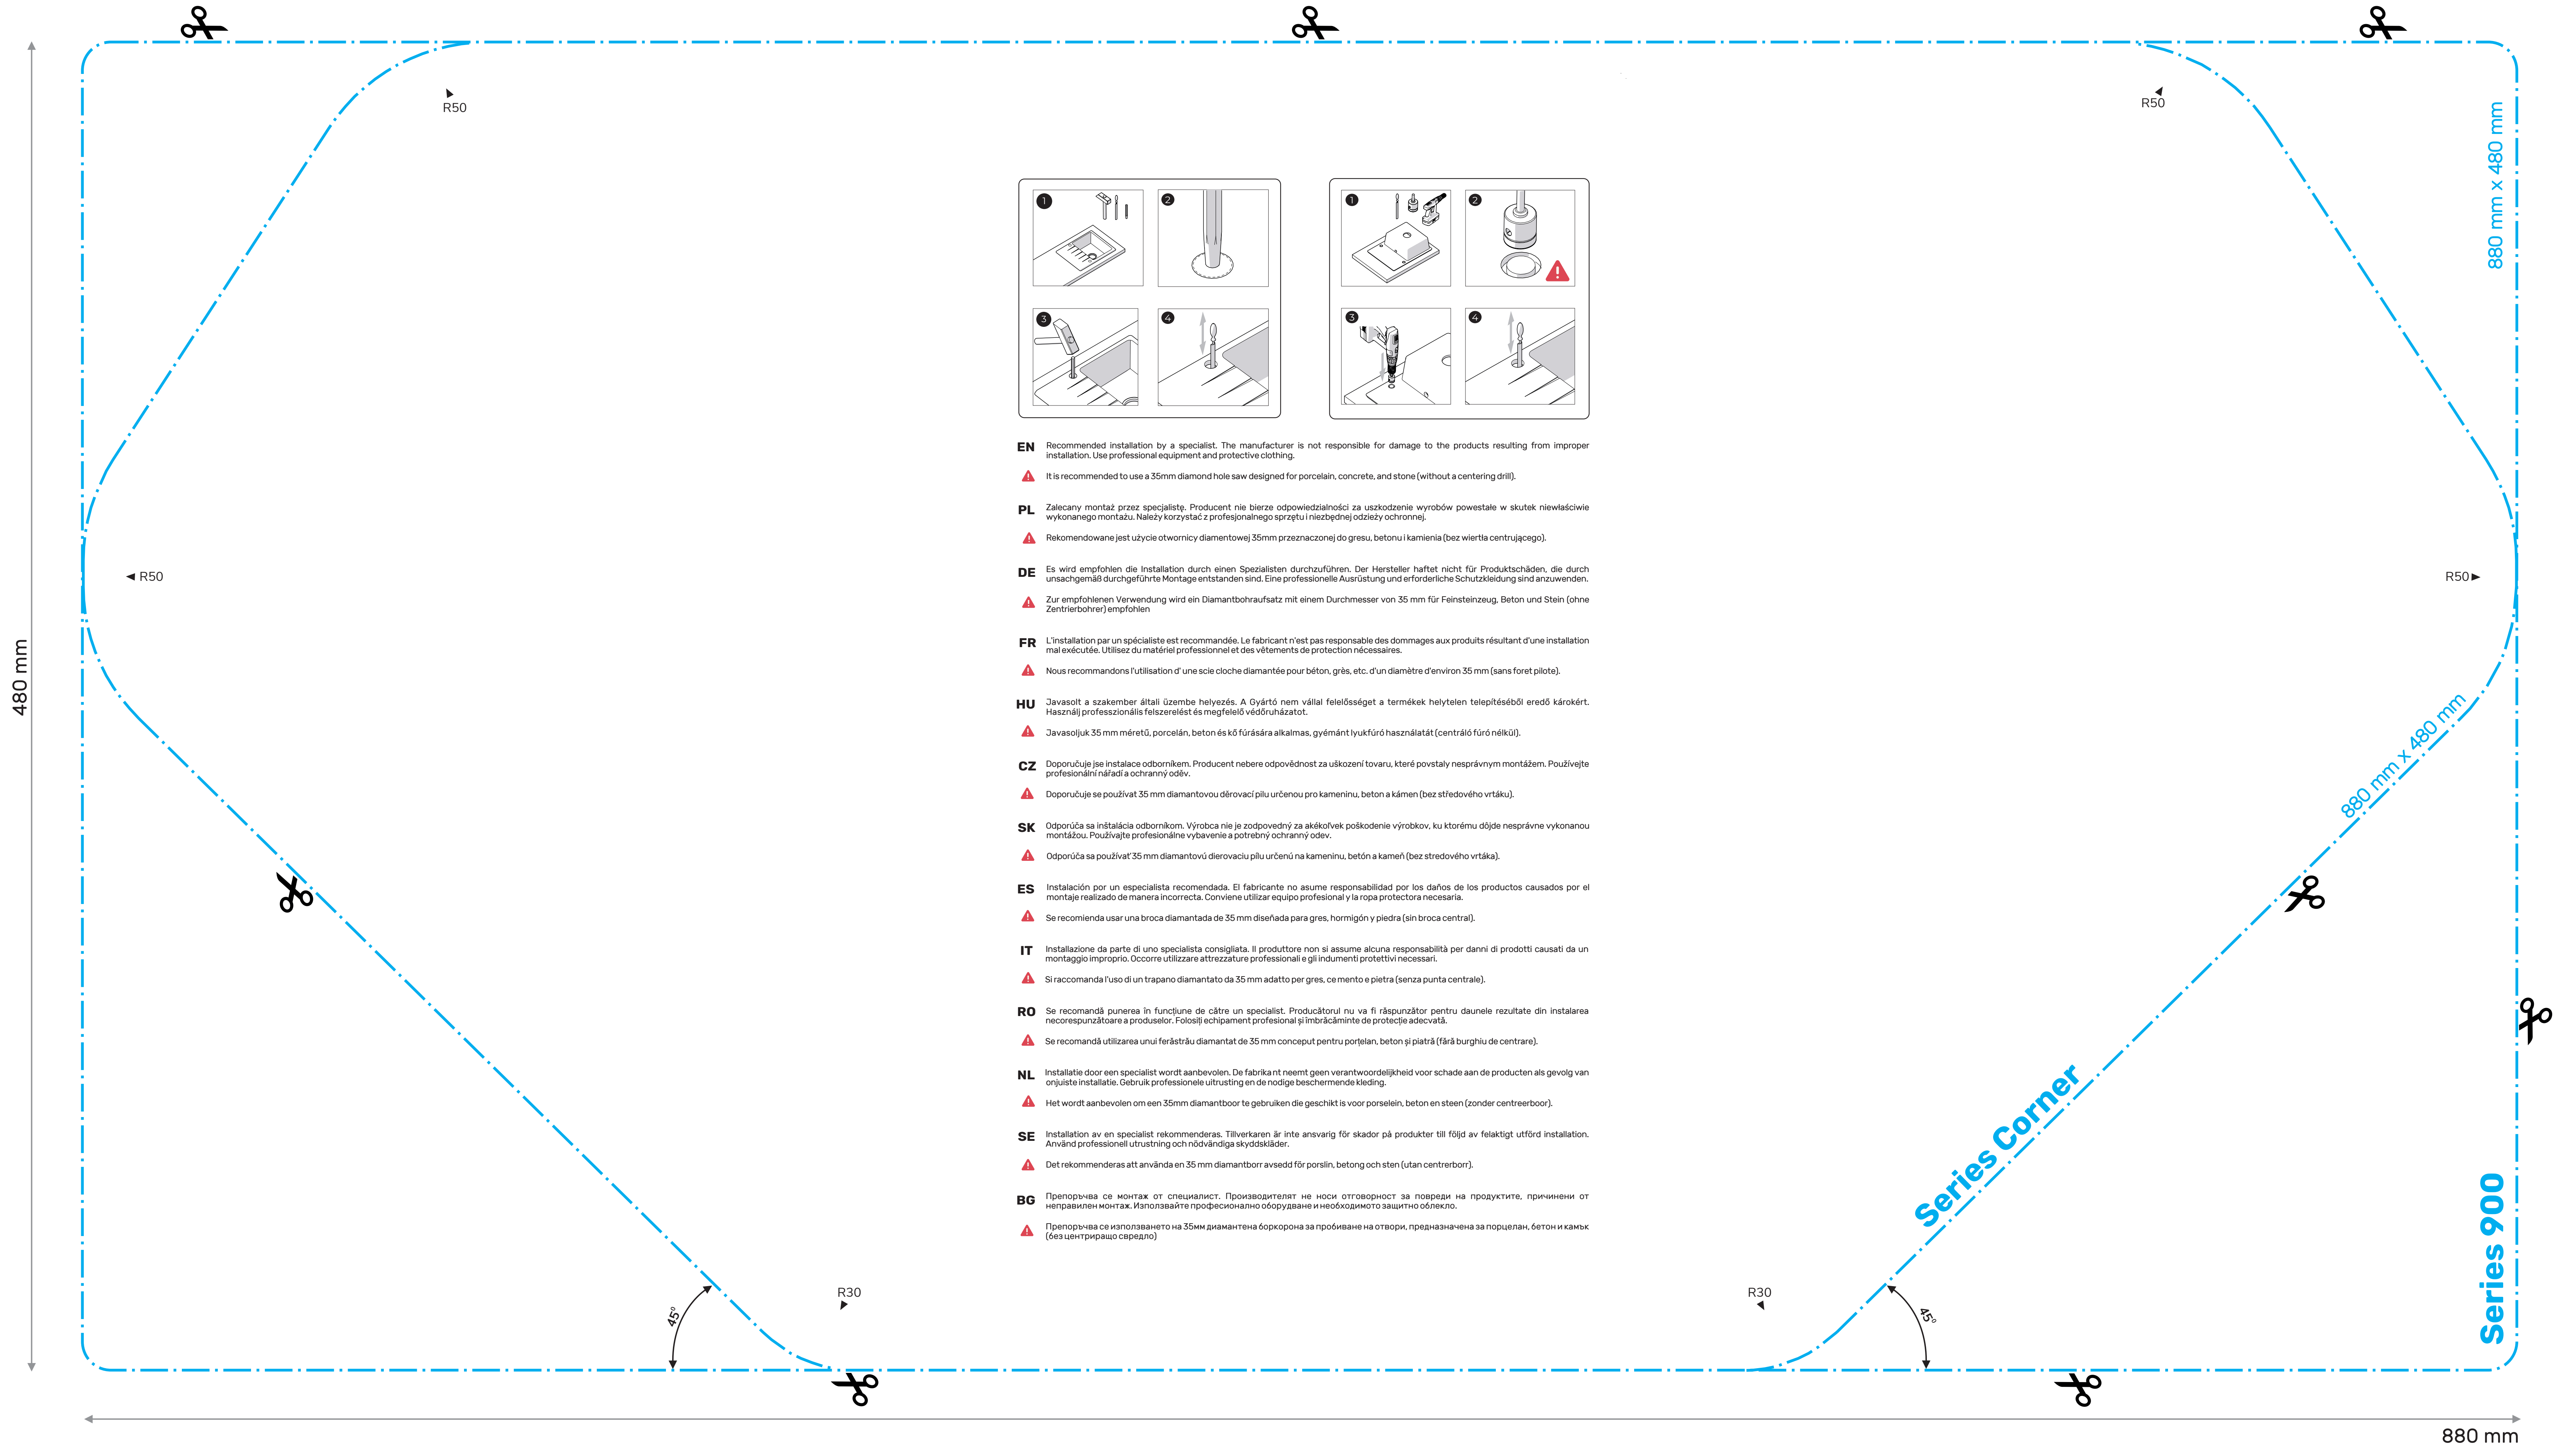 R50
R50
880 mm x 480 mm
1
2
3
4
1
2
3
4
EN Recommended installation by a specialist. The manufacturer is not responsible for damage to the products resulting from improper
installation. Use professional equipment and protective clothing.
It is recommended to use a 35mm diamond hole saw designed for porcelain, concrete, and stone (without a centering drill).
PL Zalecany montaż przez specjalistę. Producent nie bierze odpowiedzialności za uszkodzenie wyrobów powstałe w skutek niewłaściwie
wykonanego montażu. Należy korzystać z profesjonalnego sprzętu i niezbędnej odzieży ochronnej.
Rekomendowane jest użycie otwornicy diamentowej 35mm przeznaczonej do gresu, betonu i kamienia (bez wiertła centrującego).
DE Es wird empfohlen die Installation durch einen Spezialisten durchzuführen. Der Hersteller haftet nicht für Produktschäden, die durch
unsachgemäß durchgeführte Montage entstanden sind. Eine professionelle Ausrüstung und erforderliche Schutzkleidung sind anzuwenden.
Zur empfohlenen Verwendung wird ein Diamantbohraufsatz mit einem Durchmesser von 35 mm für Feinsteinzeug, Beton und Stein (ohne
Zentrierbohrer) empfohlen
FR L'installation par un spécialiste est recommandée. Le fabricant n'est pas responsable des dommages aux produits résultant d'une installation
mal exécutée. Utilisez du matériel professionnel et des vêtements de protection nécessaires.
Nous recommandons l'utilisation d' une scie cloche diamantée pour béton, grès, etc. d'un diamètre d'environ 35 mm (sans foret pilote).
HU Javasolt a szakember általi üzembe helyezés. A Gyártó nem vállal felelősséget a termékek helytelen telepítéséből eredő károkért.
Használj professzionális felszerelést és megfelelő védőruházatot.
Javasoljuk 35 mm méretű, porcelán, beton és kő fúrására alkalmas, gyémánt lyukfúró használatát (centráló fúró nélkül).
CZ Doporučuje jse instalace odborníkem. Producent nebere odpovědnost za uškození tovaru, které povstaly nesprávnym montážem. Používejte
profesionální nářadí a ochranný oděv.
Doporučuje se používat 35 mm diamantovou děrovací pilu určenou pro kameninu, beton a kámen (bez středového vrtáku).
SK Odporúča sa inštalácia odborníkom. Výrobca nie je zodpovedný za akékoľvek poškodenie výrobkov, ku ktorému dôjde nesprávne vykonanou
montážou. Používajte profesionálne vybavenie a potrebný ochranný odev.
Odporúča sa používať 35 mm diamantovú dierovaciu pílu určenú na kameninu, betón a kameň (bez stredového vrtáka).
ES Instalación por un especialista recomendada. El fabricante no asume responsabilidad por los daños de los productos causados por el
montaje realizado de manera incorrecta. Conviene utilizar equipo profesional y la ropa protectora necesaria.
Se recomienda usar una broca diamantada de 35 mm diseñada para gres, hormigón y piedra (sin broca central).
IT Installazione da parte di uno specialista consigliata. Il produttore non si assume alcuna responsabilità per danni di prodotti causati da un
montaggio improprio. Occorre utilizzare attrezzature professionali e gli indumenti protettivi necessari.
Si raccomanda l'uso di un trapano diamantato da 35 mm adatto per gres, ce mento e pietra (senza punta centrale).
RO Se recomandă punerea în funcțiune de către un specialist. Producătorul nu va fi răspunzător pentru daunele rezultate din instalarea
necorespunzătoare a produselor. Folosiți echipament profesional și îmbrăcăminte de protecție adecvată.
Se recomandă utilizarea unui ferăstrău diamantat de 35 mm conceput pentru porțelan, beton și piatră (fără burghiu de centrare).
NL Installatie door een specialist wordt aanbevolen. De fabrika nt neemt geen verantwoordelijkheid voor schade aan de producten als gevolg van
onjuiste installatie. Gebruik professionele uitrusting en de nodige beschermende kleding.
Het wordt aanbevolen om een 35mm diamantboor te gebruiken die geschikt is voor porselein, beton en steen (zonder centreerboor).
SE Installation av en specialist rekommenderas. Tillverkaren är inte ansvarig för skador på produkter till följd av felaktigt utförd installation.
Använd professionell utrustning och nödvändiga skyddskläder.
Det rekommenderas att använda en 35 mm diamantborr avsedd för porslin, betong och sten (utan centrerborr).
BG Препоръчва се монтаж от специалист. Производителят не носи отговорност за повреди на продуктите, причинени от
неправилен монтаж. Използвайте професионално оборудване и необходимото защитно облекло.
Препоръчва се използването на 35мм диамантена боркорона за пробиване на отвори, предназначена за порцелан, бетон и камък
(без центриращо свредло)
R50
R50
480 mm
880 mm x 480 mm
Series Corner
Series 900
R30
R30
45°
45°
880 mm